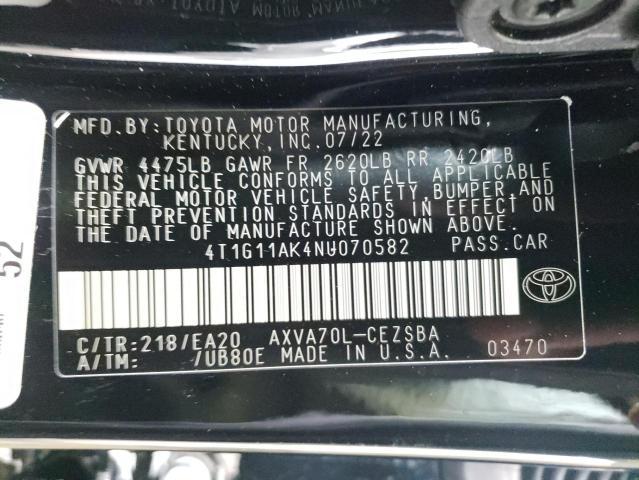 MFD.BY:TOYOTA MOTOR MANUFACTURING,
KENTUCKY, INC. 07/22
GVWR 4475LB GAWR FR 2620LB RR 2420LB
THIS VEHICLE CONFORMS TO ALL APPLICABLE
FEDERAL MOTOR VEHICLE SAFETY, BUMPER, AND
THEFT PREVENTION STANDARDS IN EFFECT ON
THE DATE OF MANUFACTURE SHOWN ABOVE.
4T1G11AK4NU070582 PASS.CAR
C/TR:218/EA20 AXVA70L-CEZSBA
A/TM: /UB80E MADE IN U.S.A. 03470
52